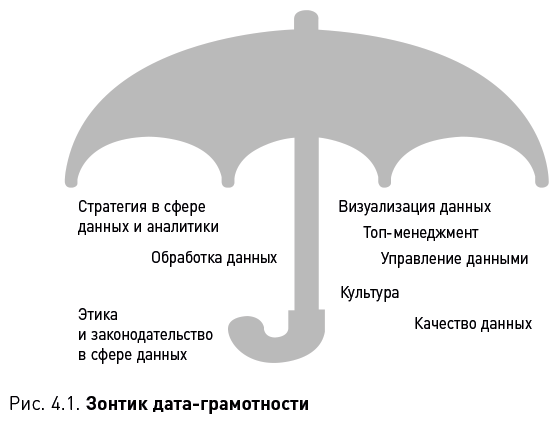 Стратегия в сфере
данных и аналитики
Обработка данных
Этика
и законодательство
в сфере данных
Визуализация данных
Топ-менеджмент
Управление данными
Культура
Качество данных
Рис. 4.1. Зонтик дата-грамотности